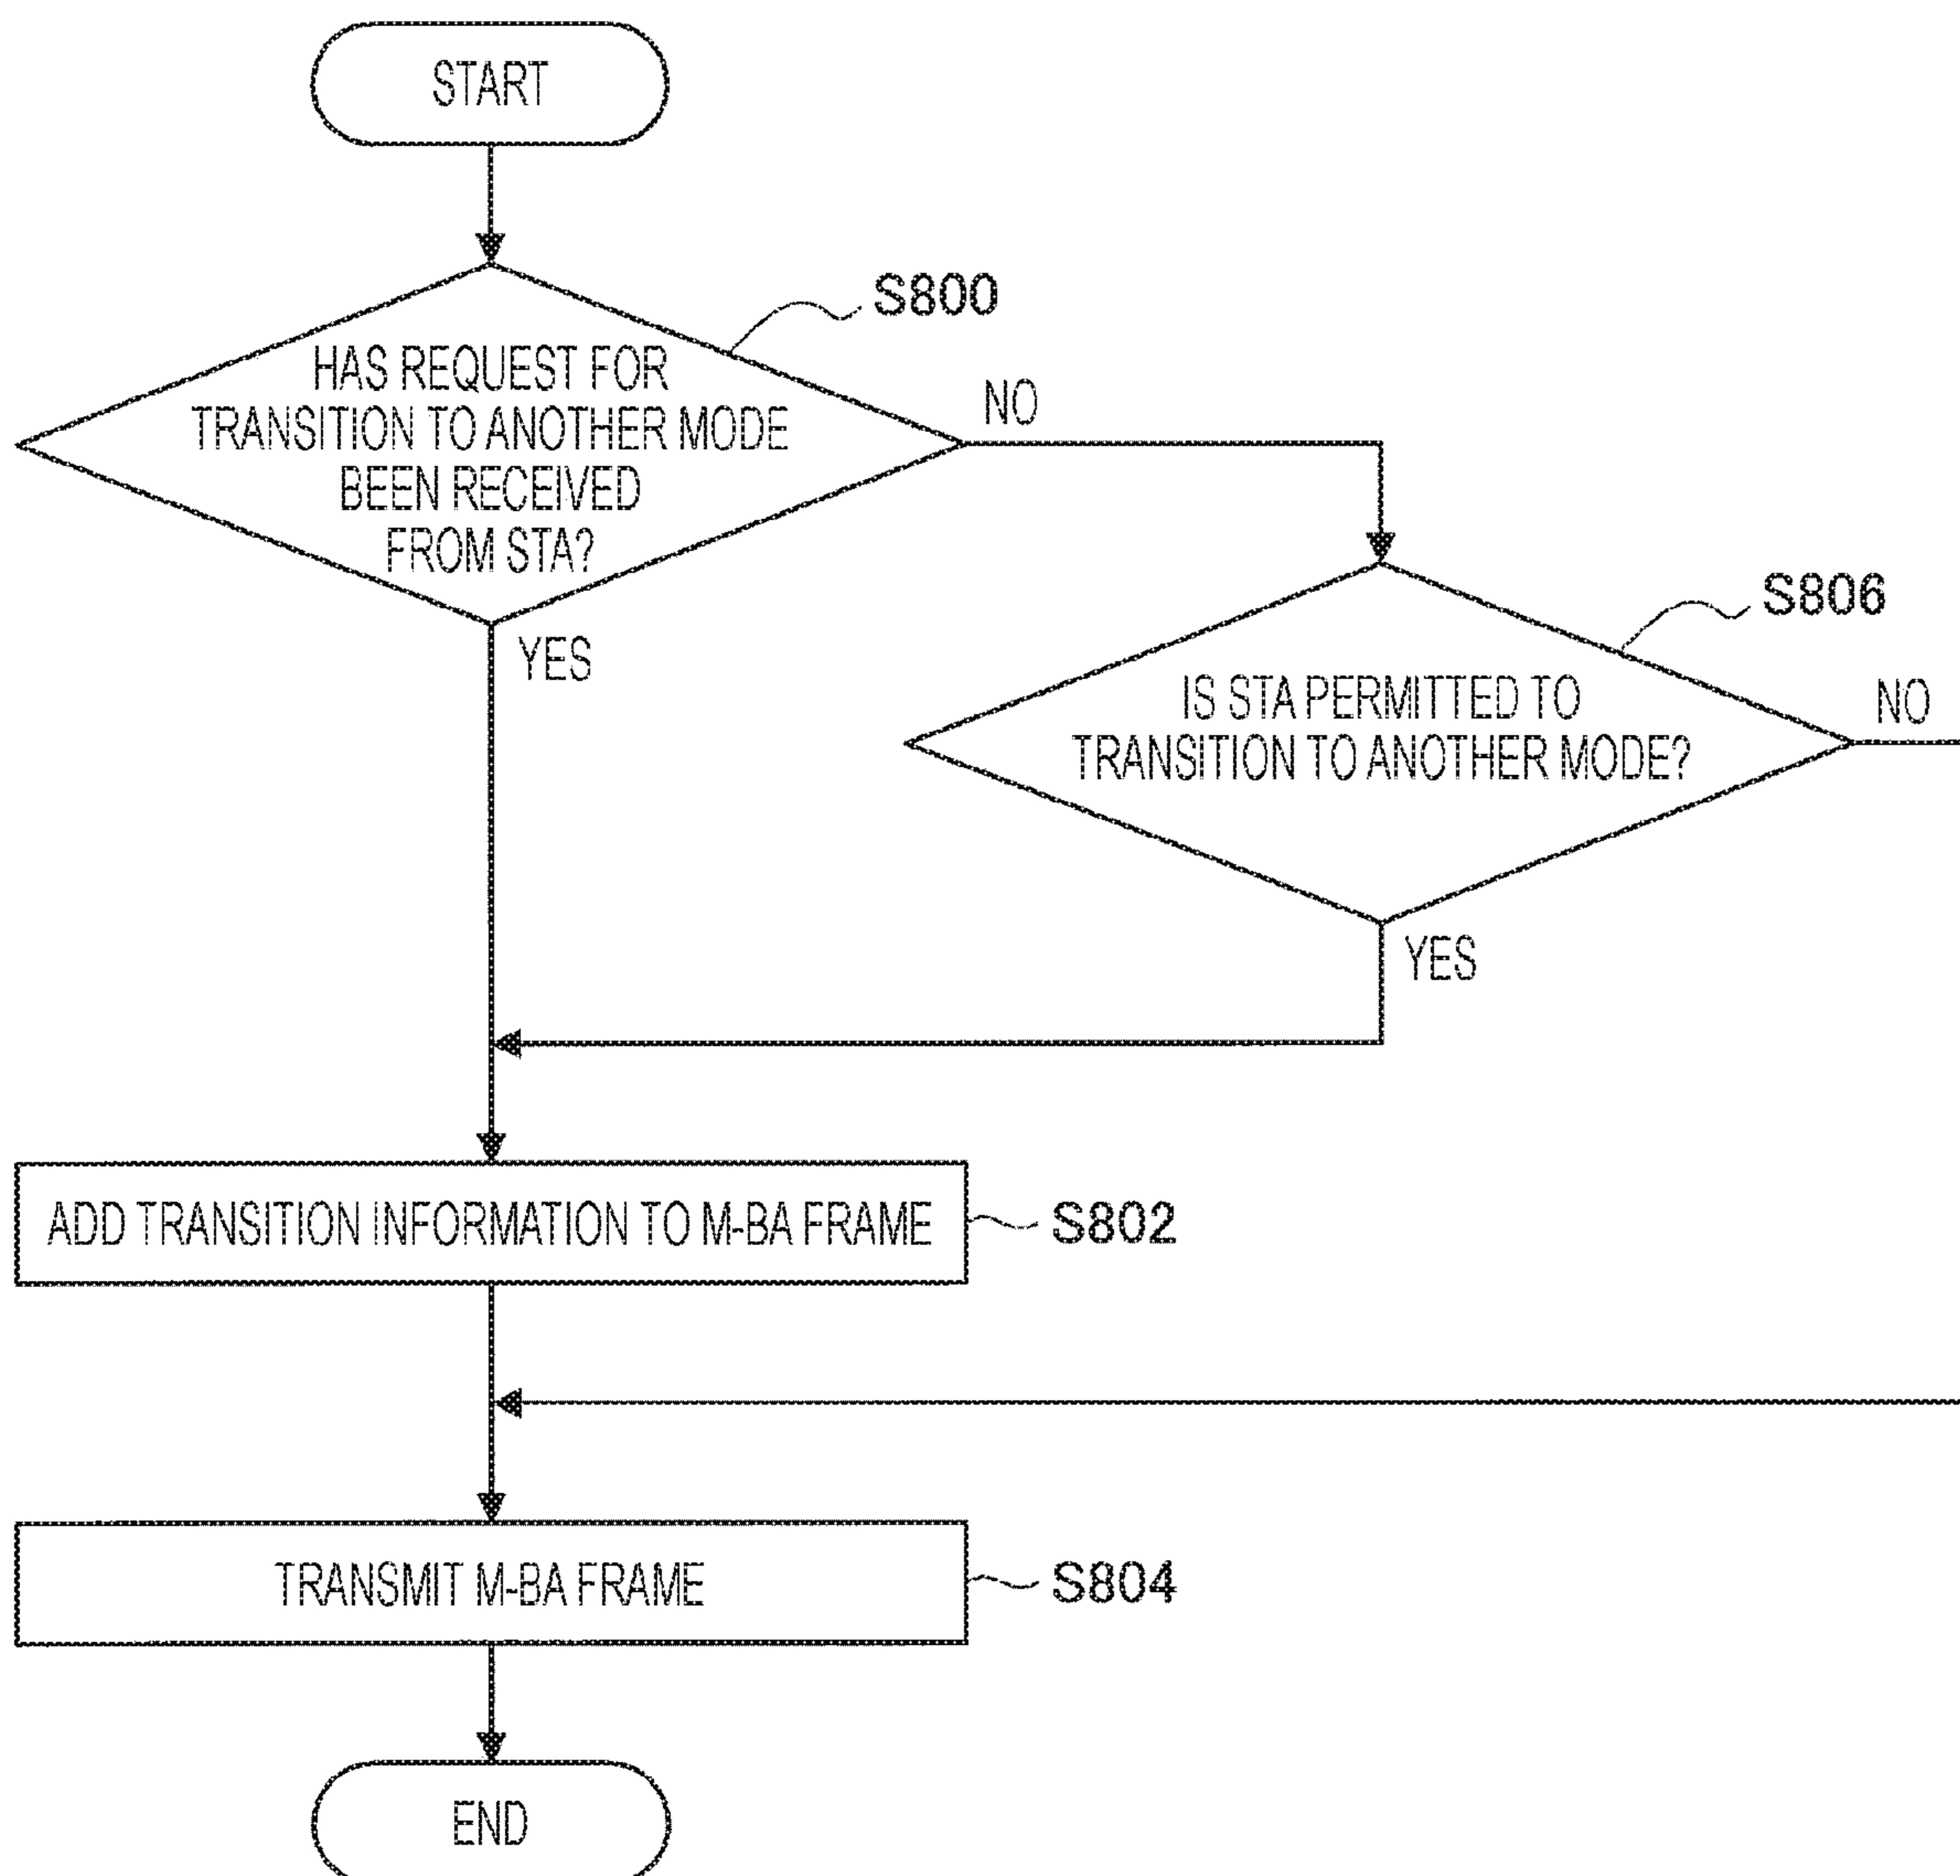 START
S800
HAS REQUEST FOR
TRANSITION TO ANOTHER MODE
BEEN RECEIVED
FROM STA?
NO
YES
S806
IS STA PERMITTED TO
TRANSITION TO ANOTHER MODE?
NO
YES
ADD TRANSITION INFORMATION TO M-BA FRAME
S802
TRANSMIT M-BA FRAME
S804
END